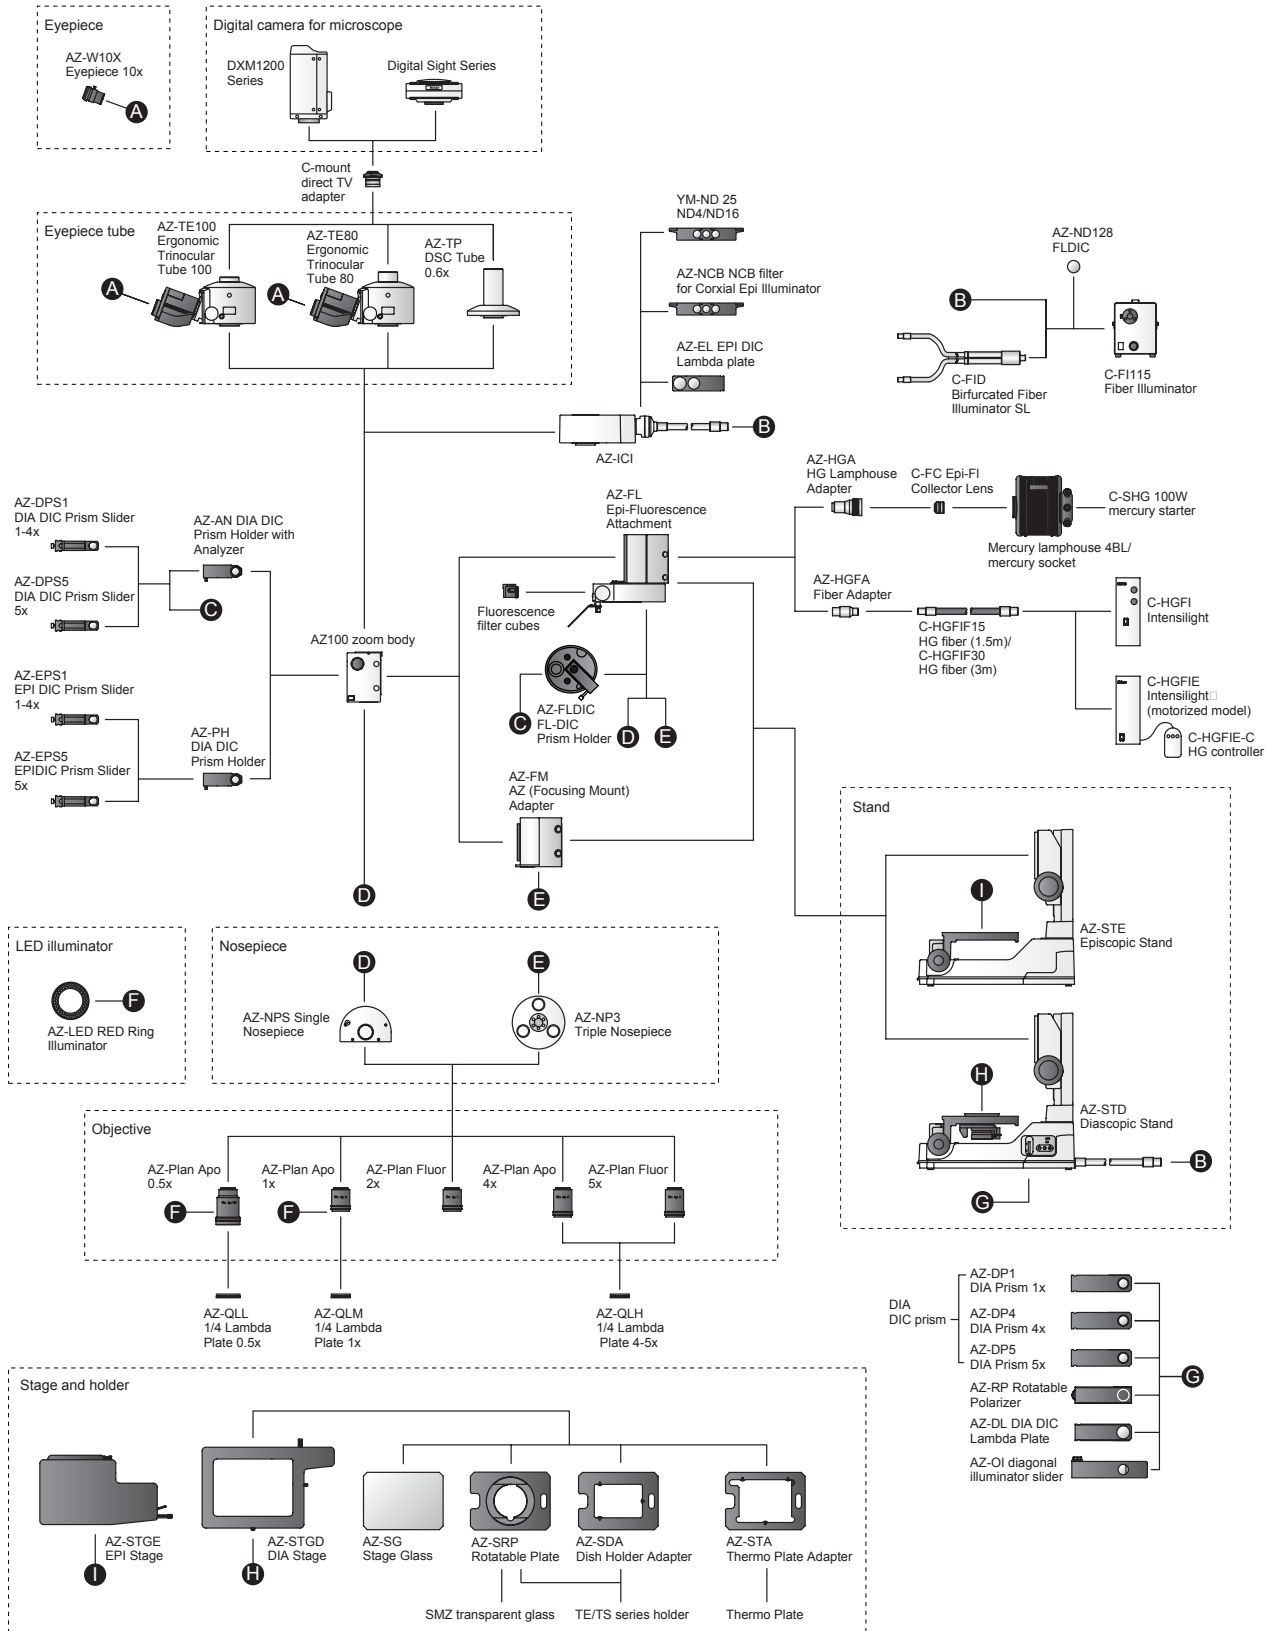 Eyepiece
AZ-W10X
Eyepiece 10x
A
Digital camera for microscope
DXM1200
Series
Digital Sight Series
C-mount
direct TV
adapter
Eyepiece tube
AZ-TE100
Ergonomic
Trinocular
Tube 100
A
AZ-TE80
Ergonomic
Trinocular
Tube 80
A
AZ-TP
DSC Tube
0.6x
YM-ND 25
ND4/ND16
AZ-NCB NCB filter
for Corxial Epi Illuminator
AZ-EL EPI DIC
Lambda plate
AZ-ICI
B
AZ-ND128
FLDIC
B
C-FID
Birfurcated Fiber
Illuminator SL
C-FI115
Fiber Illuminator
AZ-DPS1
DIA DIC Prism Slider
1-4x
AZ-DPS5
DIA DIC Prism Slider
5x
AZ-AN DIA DIC
Prism Holder with
Analyzer
C
AZ-EPS1
EPI DIC Prism Slider
1-4x
AZ-EPS5
EPIDIC Prism Slider
5x
AZ-PH
DIA DIC
Prism Holder
AZ100 zoom body
D
AZ-FL
Epi-Fluorescence
Attachment
Fluorescence
filter cubes
C
AZ-FLDIC
FL-DIC
Prism Holder
D
E
AZ-FM
AZ (Focusing Mount)
Adapter
E
AZ-HGA
HG Lamphouse
Adapter
C-FC Epi-FI
Collector Lens
C-SHG 100W
mercury starter
Mercury lamphouse 4BL/
mercury socket
AZ-HGFA
Fiber Adapter
C-HGFIF15
HG fiber (1.5m)/
C-HGFIF30
HG fiber (3m)
C-HGFI
Intensilight
C-HGFIE
Intensilight□
(motorized model)
C-HGFIE-C
HG controller
Stand
I
AZ-STE
Episcopic Stand
H
AZ-STD
Diascopic Stand
B
G
LED illuminator
F
AZ-LED RED Ring
Illuminator
Nosepiece
D
AZ-NPS Single
Nosepiece
E
AZ-NP3
Triple Nosepiece
Objective
AZ-Plan Apo
0.5x
F
AZ-Plan Apo
1x
F
AZ-Plan Fluor
2x
AZ-Plan Apo
4x
AZ-Plan Fluor
5x
AZ-QLL
1/4 Lambda
Plate 0.5x
AZ-QLM
1/4 Lambda
Plate 1x
AZ-QLH
1/4 Lambda
Plate 4-5x
DIA
DIC prism
AZ-DP1
DIA Prism 1x
AZ-DP4
DIA Prism 4x
AZ-DP5
DIA Prism 5x
AZ-RP Rotatable
Polarizer
AZ-DL DIA DIC
Lambda Plate
AZ-OI diagonal
illuminator slider
G
Stage and holder
AZ-STGE
EPI Stage
I
AZ-STGD
DIA Stage
H
AZ-SG
Stage Glass
AZ-SRP
Rotatable Plate
AZ-SDA
Dish Holder Adapter
AZ-STA
Thermo Plate Adapter
SMZ transparent glass
TE/TS series holder
Thermo Plate